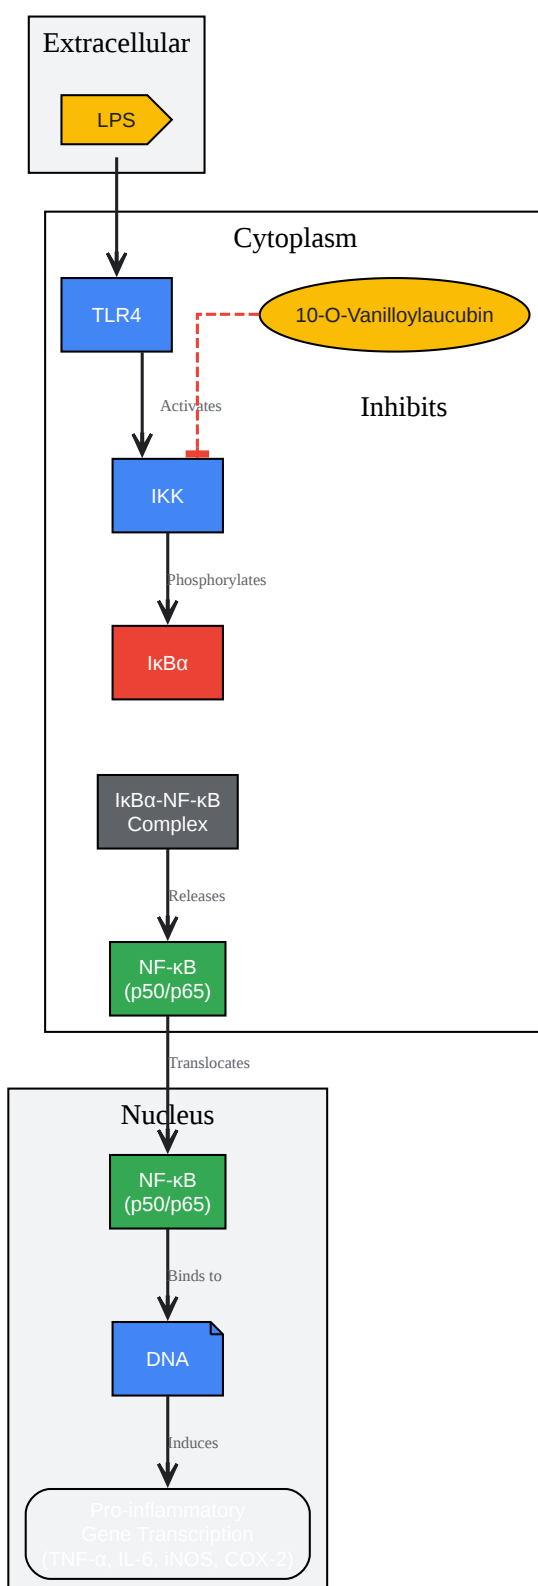 Extracellular
LPS
Cytoplasm
TLR4
10-O-Vanilloylaucubin
Activates
Inhibits
IKK
Phosphorylates
IκBα
IκBα-NF-κB
Complex
Releases
NF-κB
(p50/p65)
Translocates
Nucleus
NF-κB
(p50/p65)
Binds to
DNA
Induces
Pro-inflammatory
Gene Transcription
(TNF-α, IL-6, iNOS, COX-2)